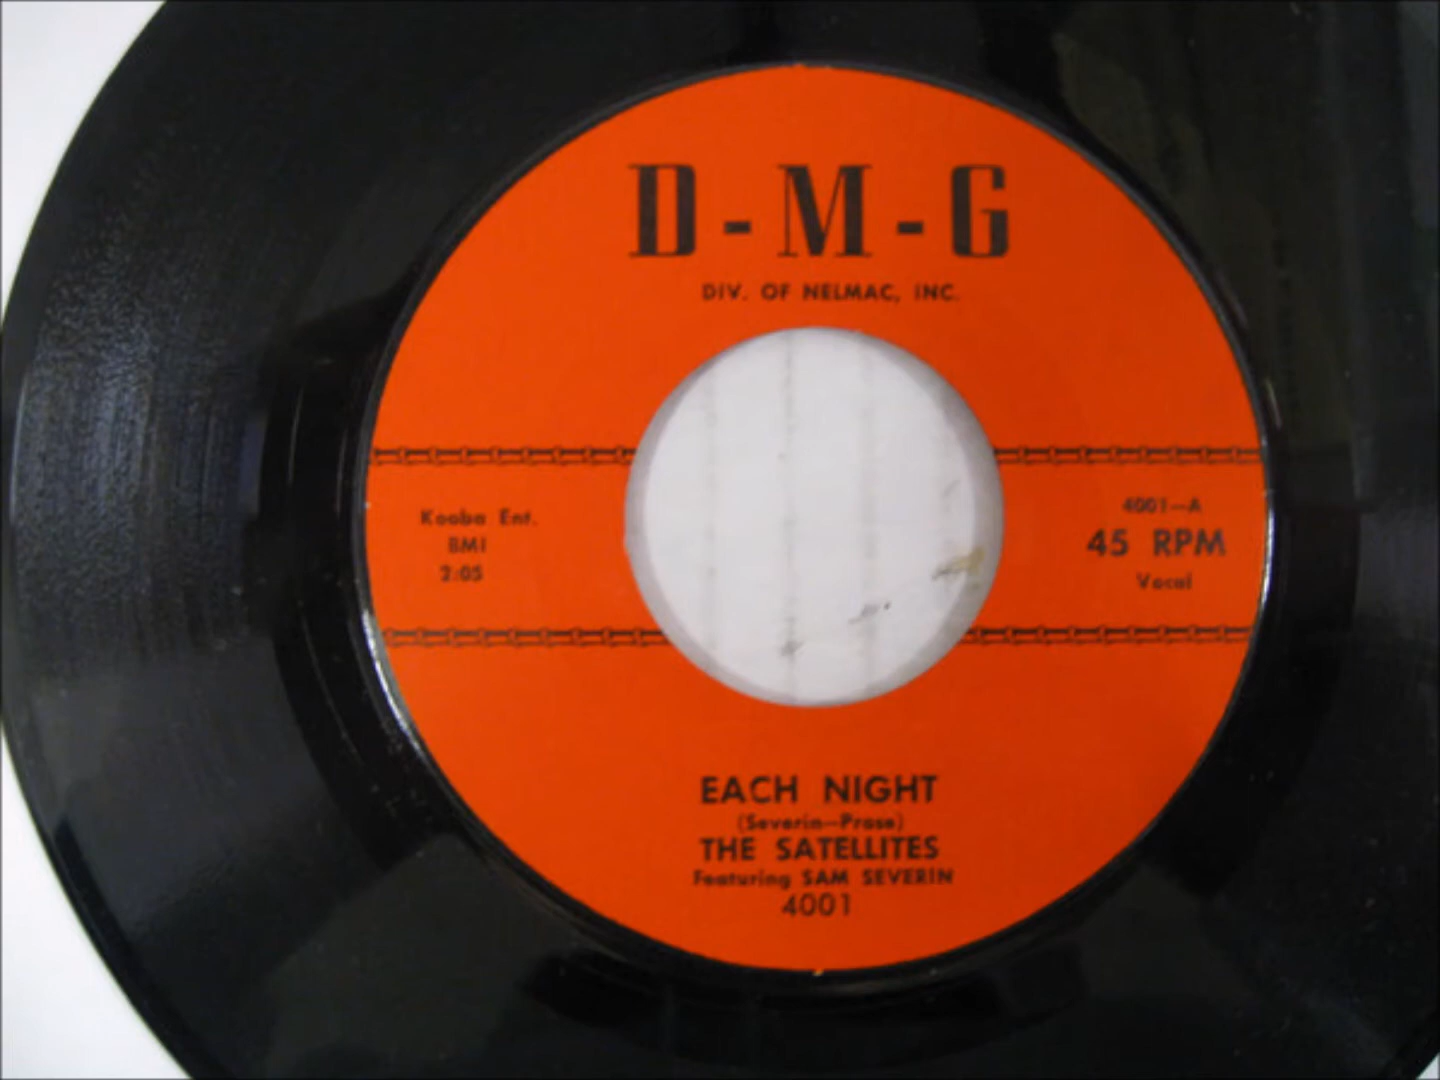 D-M-G
DIV. OF NELMAC, INC.
Kooba Ent.
BMI
2:05
4001-A
45 RPM
Vocal
EACH NIGHT
(Severin-Prose)
THE SATELLITES
Featuring SAM SEVERIN
4001